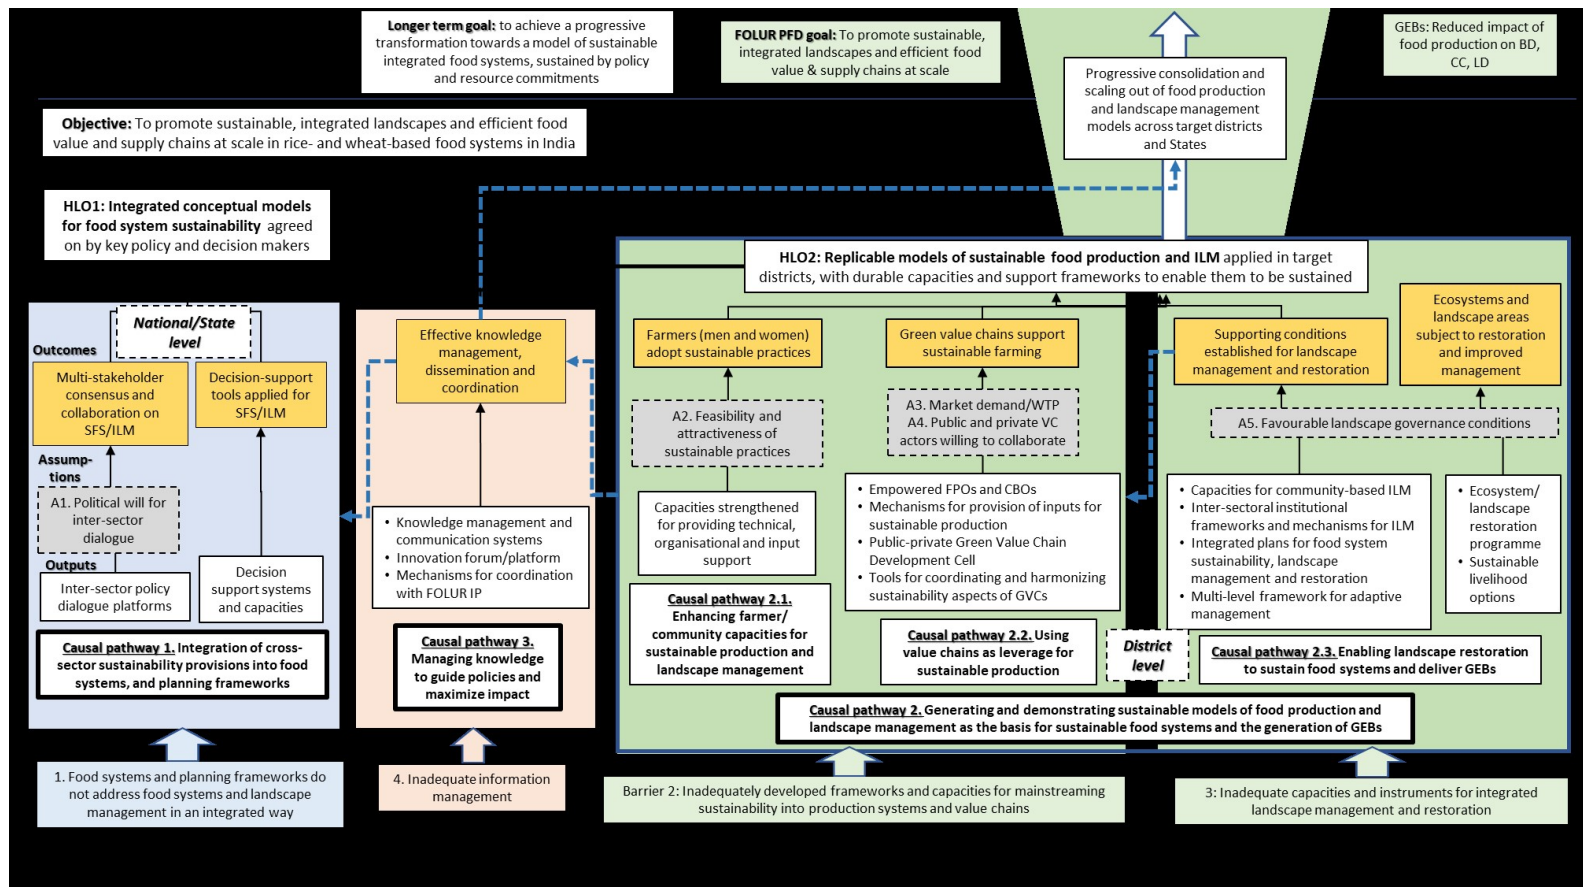 Longer term goal: to achieve a progressive
transformation towards a model of sustainable
integrated food systems, sustained by policy
and resource commitments
FOLUR PFD goal: To promote sustainable,
integrated landscapes and efficient food
value & supply chains at scale
GEBs: Reduced impact of
food production on BD,
CC, LD
Progressive consolidation and
scaling out of food production
and landscape management
models across target districts
and States
Objective: To promote sustainable, integrated landscapes and efficient food
value and supply chains at scale in rice- and wheat-based food systems in India
HLO1: Integrated conceptual models
for food system sustainability agreed
on by key policy and decision makers
HLO2: Replicable models of sustainable food production and ILM applied in target
districts, with durable capacities and support frameworks to enable them to be sustained
National/State
level
Outcomes
Multi-stakeholder
consensus and
collaboration on
SFS/ILM
Decision-support
tools applied for
SFS/ILM
Assump-
tions
A1. Political will for
inter-sector
dialogue
Outputs
Inter-sector policy
dialogue platforms
Decision
support systems
and capacities
Causal pathway 1. Integration of cross-
sector sustainability provisions into food
systems, and planning frameworks
1. Food systems and planning frameworks do
not address food systems and landscape
management in an integrated way
Effective knowledge
management,
dissemination and
coordination
• Knowledge management and
communication systems
• Innovation forum/platform
• Mechanisms for coordination
with FOLUR IP
Causal pathway 3.
Managing knowledge
to guide policies and
maximize impact
4. Inadequate information
management
Farmers (men and women)
adopt sustainable practices
A2. Feasibility and
attractiveness of
sustainable practices
Capacities strengthened
for providing technical,
organisational and input
support
Causal pathway 2.1.
Enhancing farmer/
community capacities for
sustainable production and
landscape management
Green value chains support
sustainable farming
A3. Market demand/WTP
A4. Public and private VC
actors willing to collaborate
• Empowered FPOs and CBOs
• Mechanisms for provision of inputs for
sustainable production
• Public-private Green Value Chain
Development Cell
• Tools for coordinating and harmonizing
sustainability aspects of GVCs
Causal pathway 2.2. Using
value chains as leverage for
sustainable production
District
level
Supporting conditions
established for landscape
management and restoration
Ecosystems and
landscape areas
subject to restoration
and improved
management
A5. Favourable landscape governance conditions
• Capacities for community-based ILM
• Inter-sectoral institutional
frameworks and mechanisms for ILM
• Integrated plans for food system
sustainability, landscape
management and restoration
• Multi-level framework for adaptive
management
• Ecosystem/
landscape
restoration
programme
• Sustainable
livelihood
options
Causal pathway 2.3. Enabling landscape restoration
to sustain food systems and deliver GEBs
Causal pathway 2. Generating and demonstrating sustainable models of food production and
landscape management as the basis for sustainable food systems and the generation of GEBs
Barrier 2: Inadequately developed frameworks and capacities for mainstreaming
sustainability into production systems and value chains
3: Inadequate capacities and instruments for integrated
landscape management and restoration